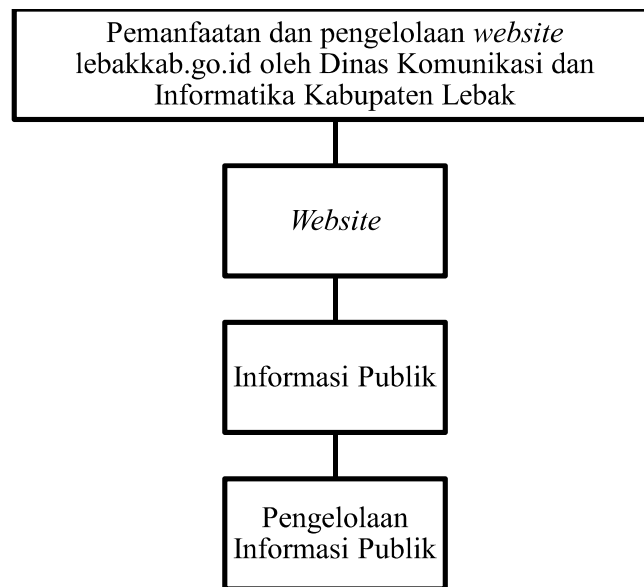 Pemanfaatan dan pengelolaan website
lebakkab.go.id oleh Dinas Komunikasi dan
Informatika Kabupaten Lebak
Website
Informasi Publik
Pengelolaan
Informasi Publik